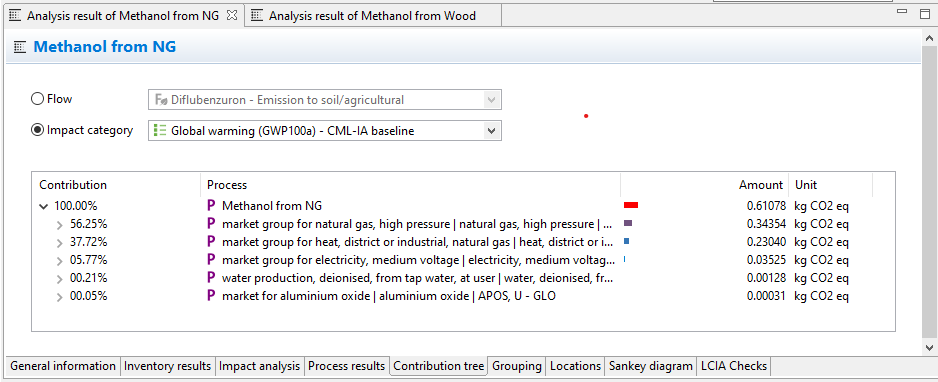 Analysis result of Methanol from NG Analysis result of Methanol from Wood
Methanol from NG
Flow Diflubenzuron - Emission to soil/agricultural
Impact category Global warming (GWP100a) - CML-IA baseline
Contribution Process Amount Unit
100.00% P Methanol from NG 0.61078 kg CO2 eq
56.25% P market group for natural gas, high pressure | natural gas, high pressure | ... 0.34354 kg CO2 eq
37.72% P market group for heat, district or industrial, natural gas | heat, district or i... 0.23040 kg CO2 eq
05.77% P market group for electricity, medium voltage | electricity, medium voltag... 0.03525 kg CO2 eq
00.21% P water production, deionised, from tap water, at user | water, deionised, fr... 0.00128 kg CO2 eq
00.05% P market for aluminium oxide | aluminium oxide | APOS, U - GLO 0.00031 kg CO2 eq
General information Inventory results Impact analysis Process results Contribution tree Grouping Locations Sankey diagram LCIA Checks